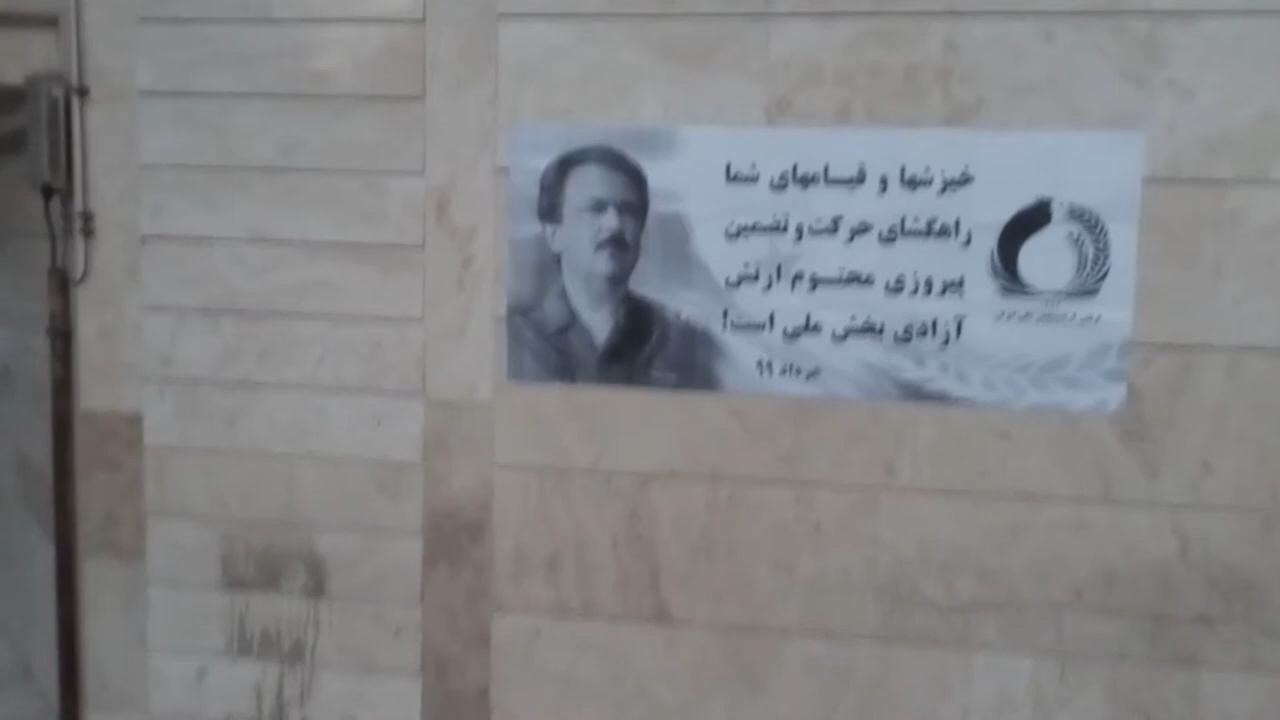 خیزشها و قیامهای شما
راهگشای حرکت و تضمین
پیروزی محتوم ارتش
آزادی بخش ملی است!
خرداد ۹۹